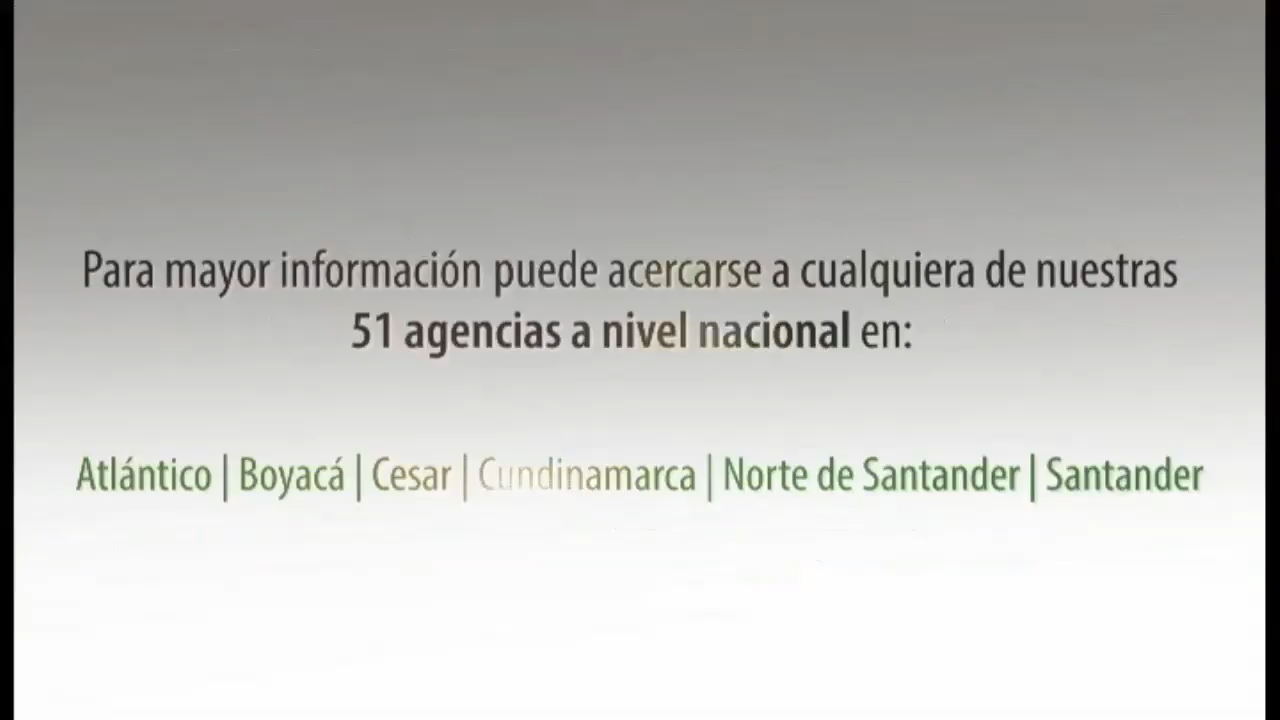 Para mayor información puede acercarse a cualquiera de nuestras
51 agencias a nivel nacional en:
Atlántico | Boyacá | Cesar | Cundinamarca | Norte de Santander | Santander